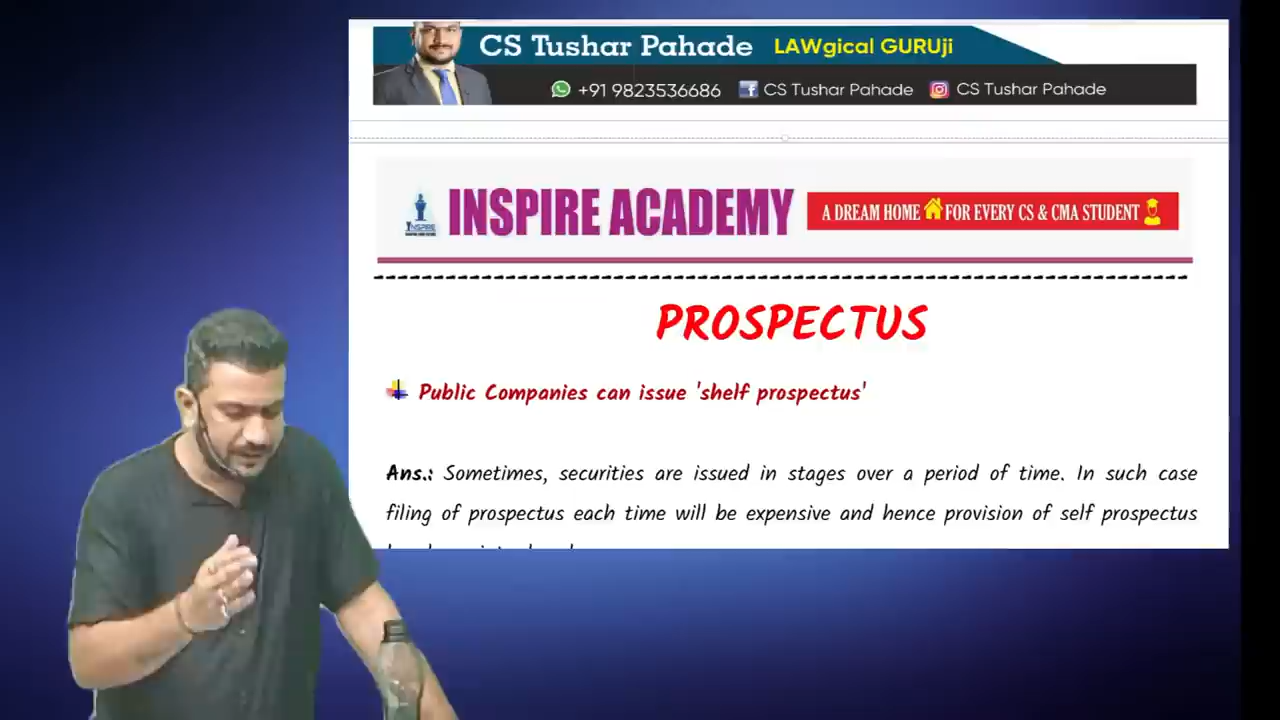 CS Tushar Pahade LAWgical GURUji
+91 9823536686 CS Tushar Pahade CS Tushar Pahade
INSPIRE ACADEMY A DREAM HOME FOR EVERY CS & CMA STUDENT
INSPIRE
PROSPECTUS
Public Companies can issue 'shelf prospectus'
Ans.: Sometimes, securities are issued in stages over a period of time. In such case
filing of prospectus each time will be expensive and hence provision of self prospectus